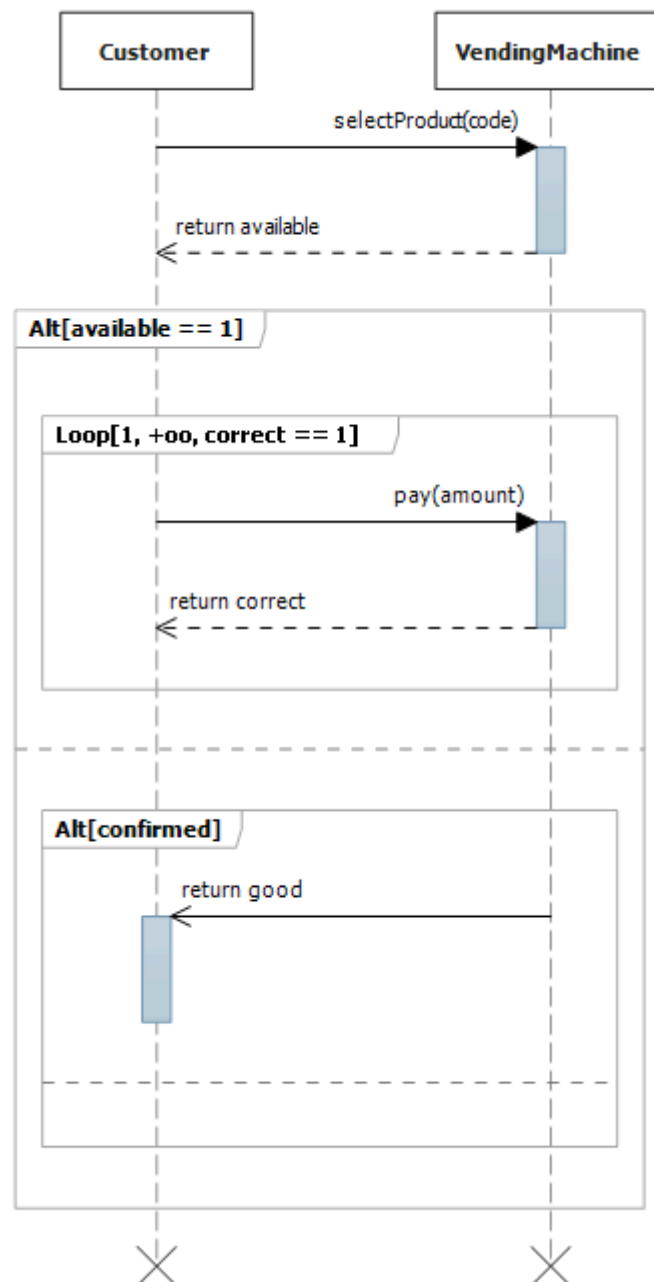 Customer
VendingMachine
selectProduct(code)
return available
Alt[available == 1]
Loop[1, +oo, correct == 1]
pay(amount)
return correct
Alt[confirmed]
return good